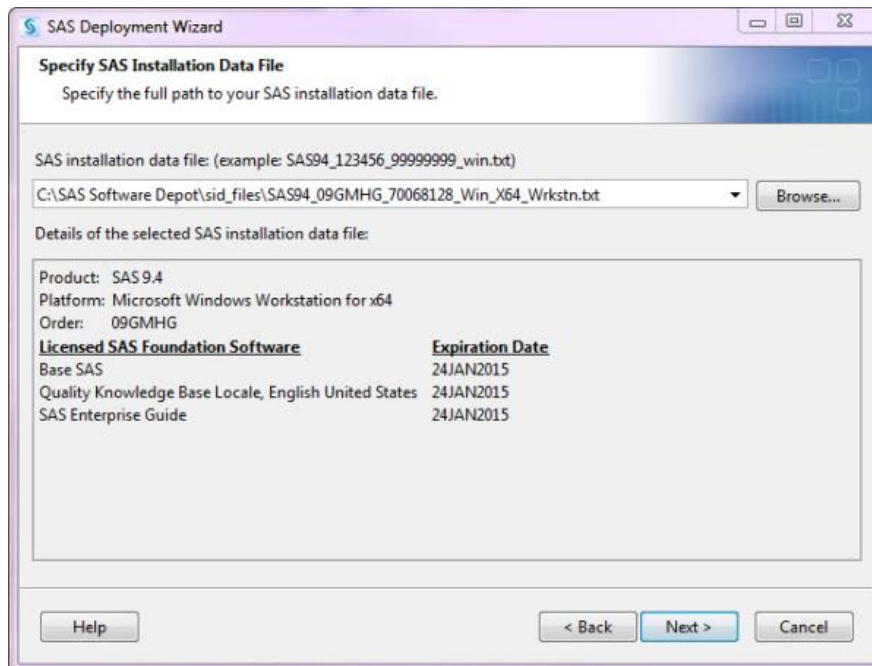 SAS Deployment Wizard
Specify SAS Installation Data File
Specify the full path to your SAS installation data file.
SAS installation data file: (example: SAS94_123456_99999999_win.txt)
C:\SAS Software Depot\sid_files\SAS94_09GMHG_70068128_Win_X64_Wrkstn.txt Browse...
Details of the selected SAS installation data file:
Product: SAS 9.4
Platform: Microsoft Windows Workstation for x64
Order: 09GMHG
Licensed SAS Foundation Software Expiration Date
Base SAS 24JAN2015
Quality Knowledge Base Locale, English United States 24JAN2015
SAS Enterprise Guide 24JAN2015
Help < Back Next > Cancel